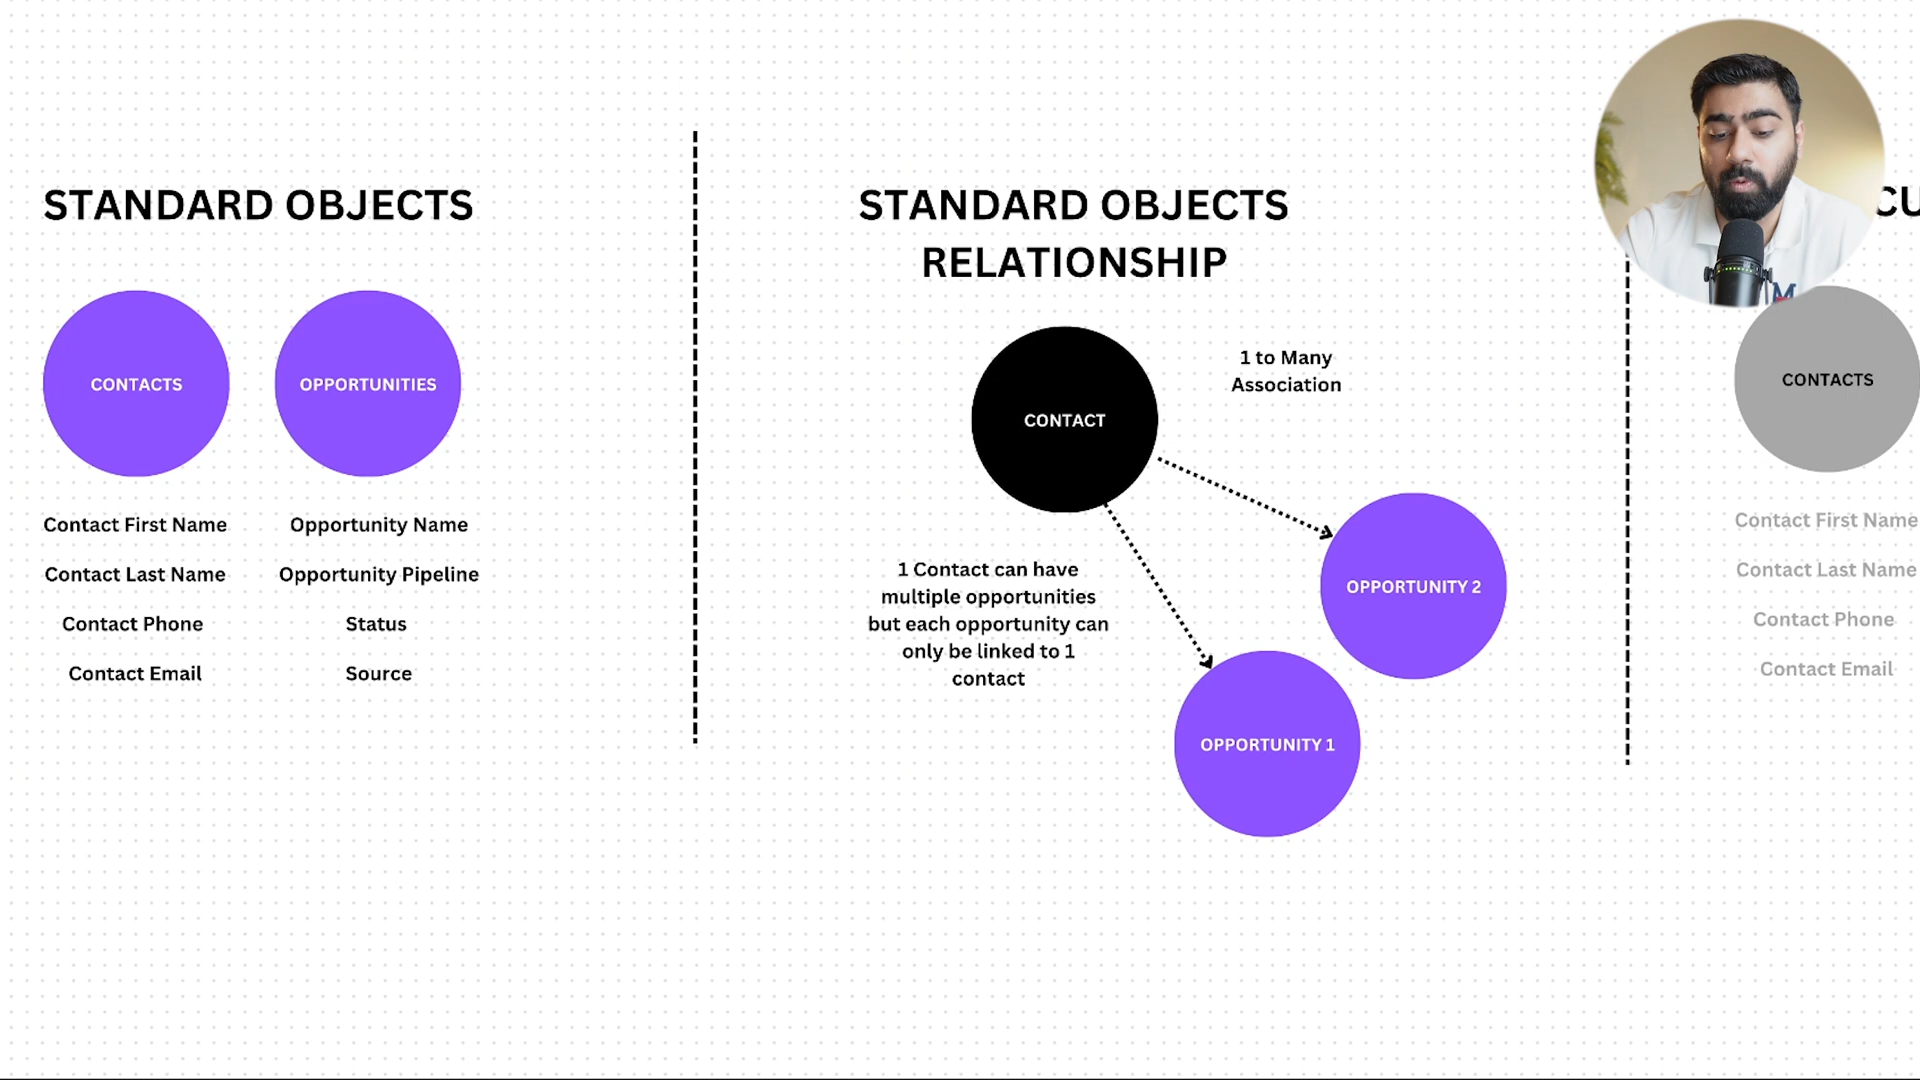 STANDARD OBJECTS
CONTACTS
OPPORTUNITIES
Contact First Name
Opportunity Name
Contact Last Name
Opportunity Pipeline
Contact Phone
Status
Contact Email
Source
STANDARD OBJECTS
RELATIONSHIP
CONTACT
1 to Many
Association
1 Contact can have
multiple opportunities
but each opportunity can
only be linked to 1
contact
OPPORTUNITY 2
OPPORTUNITY 1
CU
M
CONTACTS
Contact First Name
Contact Last Name
Contact Phone
Contact Email